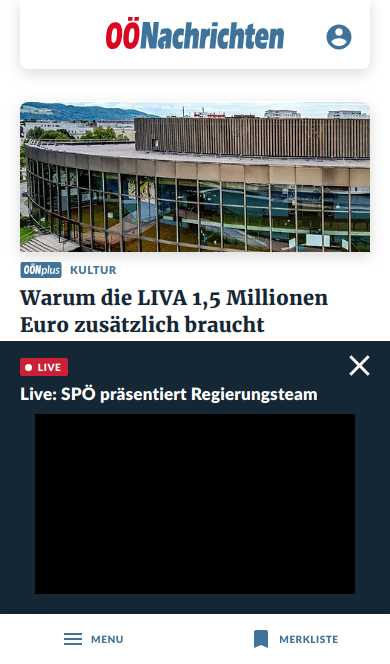 OÖNachrichten
OÖNplus KULTUR
Warum die LIVA 1,5 Millionen
Euro zusätzlich braucht
LIVE
Live: SPÖ präsentiert Regierungsteam
MENU MERKLISTE